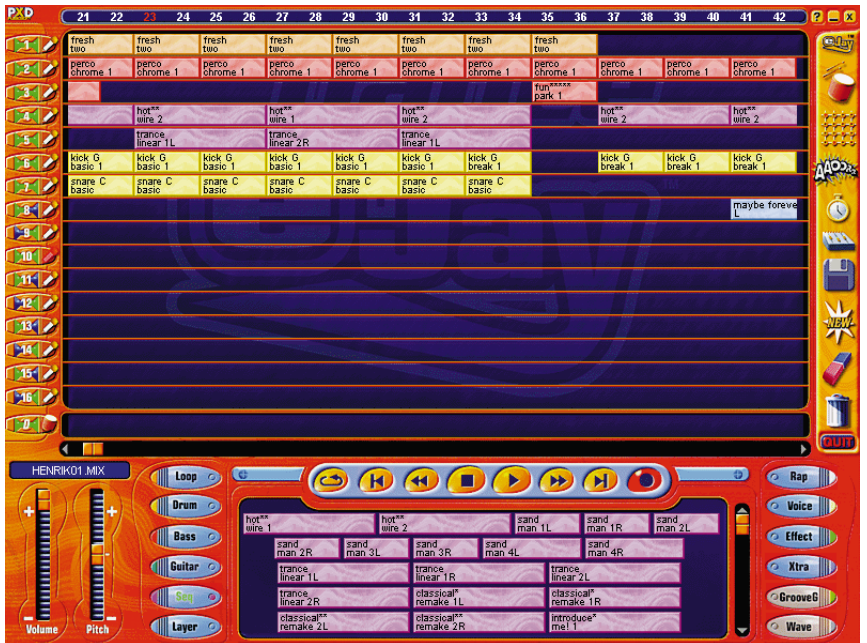 PXD
21 22 23 24 25 26 27 28 29 30 31 32 33 34 35 36 37 38 39 40 41 42 ? _ x
eJay
1 fresh two fresh two fresh two fresh two fresh two fresh two fresh two fresh two
2 perco chrome 1 perco chrome 1 perco chrome 1 perco chrome 1 perco chrome 1 perco chrome 1 perco chrome 1 perco chrome 1 perco chrome 1 perco chrome 1 perco chrome 1
3 fun***** park 1
4 hot** wire 2 hot** wire 1 hot** wire 2 hot** wire 2 hot** wire 2
5 trance linear 1L trance linear 2R trance linear 1L
6 kick G basic 1 kick G basic 1 kick G basic 1 kick G basic 1 kick G basic 1 kick G basic 1 kick G break 1 kick G break 1 kick G break 1 kick G break 1
7 snare C basic snare C basic snare C basic snare C basic snare C basic snare C basic snare C basic
8 maybe foreve L
9
10
11
12
13
14
15
16
NEW
QUIT
HENRIK01.MIX
Volume
Pitch
Loop
Drum
Bass
Guitar
Seq
Layer
hot** wire 1 hot** wire 2 sand man 1L sand man 1R sand man 2L
sand man 2R sand man 3L sand man 3R sand man 4L sand man 4R
trance linear 1L trance linear 1R trance linear 2L
trance linear 2R classical* remake 1L classical* remake 1R
classical** remake 2L classical** remake 2R introduce* me! 1
Rap
Voice
Effect
Xtra
GrooveG
Wave